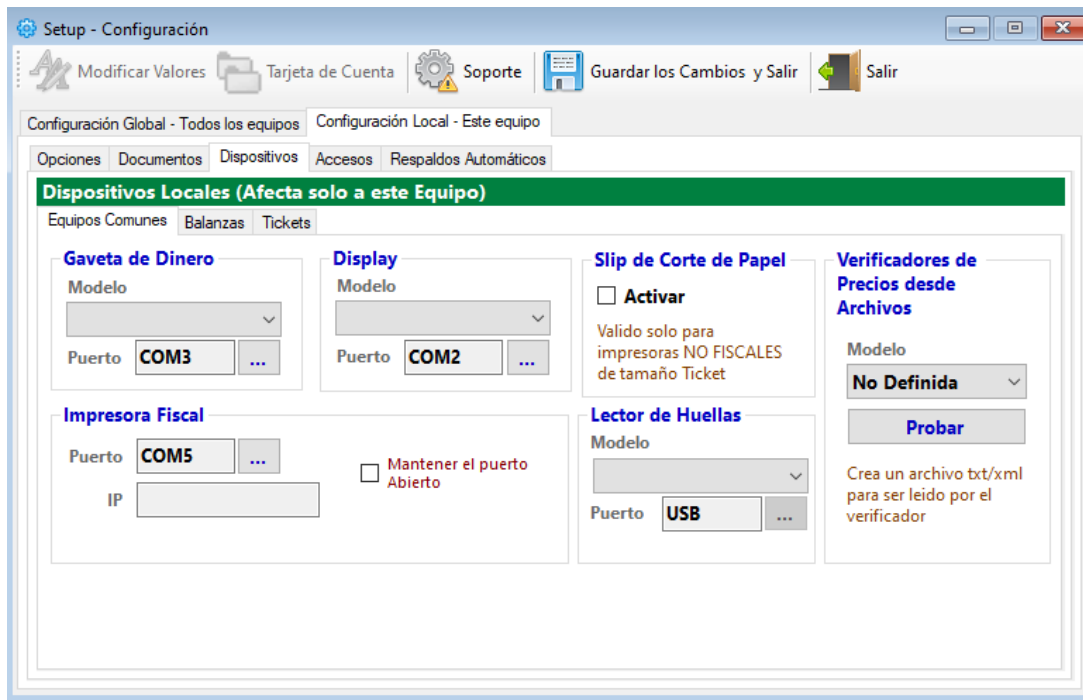 Setup - Configuración
Modificar Valores Tarjeta de Cuenta Soporte Guardar los Cambios y Salir Salir
Configuración Global - Todos los equipos Configuración Local - Este equipo
Opciones Documentos Dispositivos Accesos Respaldos Automáticos
Dispositivos Locales (Afecta solo a este Equipo)
Equipos Comunes Balanzas Tickets
Gaveta de Dinero
Modelo
Puerto COM3 ...
Display
Modelo
Puerto COM2 ...
Slip de Corte de Papel
Activar
Valido solo para
impresoras NO FISCALES
de tamaño Ticket
Verificadores de
Precios desde
Archivos
Modelo
No Definida
Probar
Crea un archivo txt/xml
para ser leido por el
verificador
Impresora Fiscal
Puerto COM5 ...
IP
Mantener el puerto
Abierto
Lector de Huellas
Modelo
Puerto USB ...